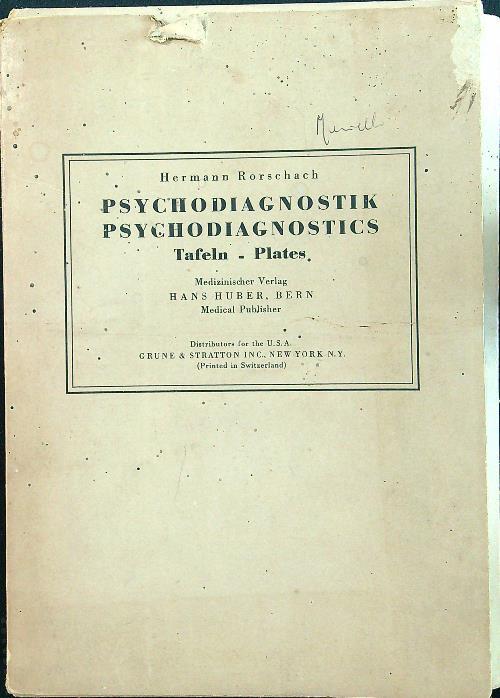 Hermann Rorschach
PSYCHODIAGNOSTIK
PSYCHODIAGNOSTICS
Tafeln - Plates.
Medizinischer Verlag
HANS HUBER, BERN
Medical Publisher
Distributors for the U.S.A.
GRUNE & STRATTON INC., NEW YORK N.Y.
(Printed in Switzerland)